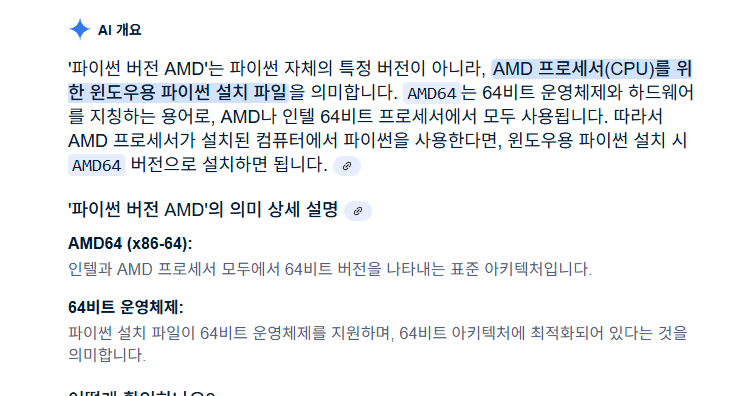 AI 개요
'파이썬 버전 AMD'는 파이썬 자체의 특정 버전이 아니라, AMD 프로세서(CPU)를 위
한 윈도우용 파이썬 설치 파일을 의미합니다. AMD64는 64비트 운영체제와 하드웨어
를 지칭하는 용어로, AMD나 인텔 64비트 프로세서에서 모두 사용됩니다. 따라서
AMD 프로세서가 설치된 컴퓨터에서 파이썬을 사용한다면, 윈도우용 파이썬 설치 시
AMD64 버전으로 설치하면 됩니다.
'파이썬 버전 AMD'의 의미 상세 설명
AMD64 (x86-64):
인텔과 AMD 프로세서 모두에서 64비트 버전을 나타내는 표준 아키텍처입니다.
64비트 운영체제:
파이썬 설치 파일이 64비트 운영체제를 지원하며, 64비트 아키텍처에 최적화되어 있다는 것을
의미합니다.